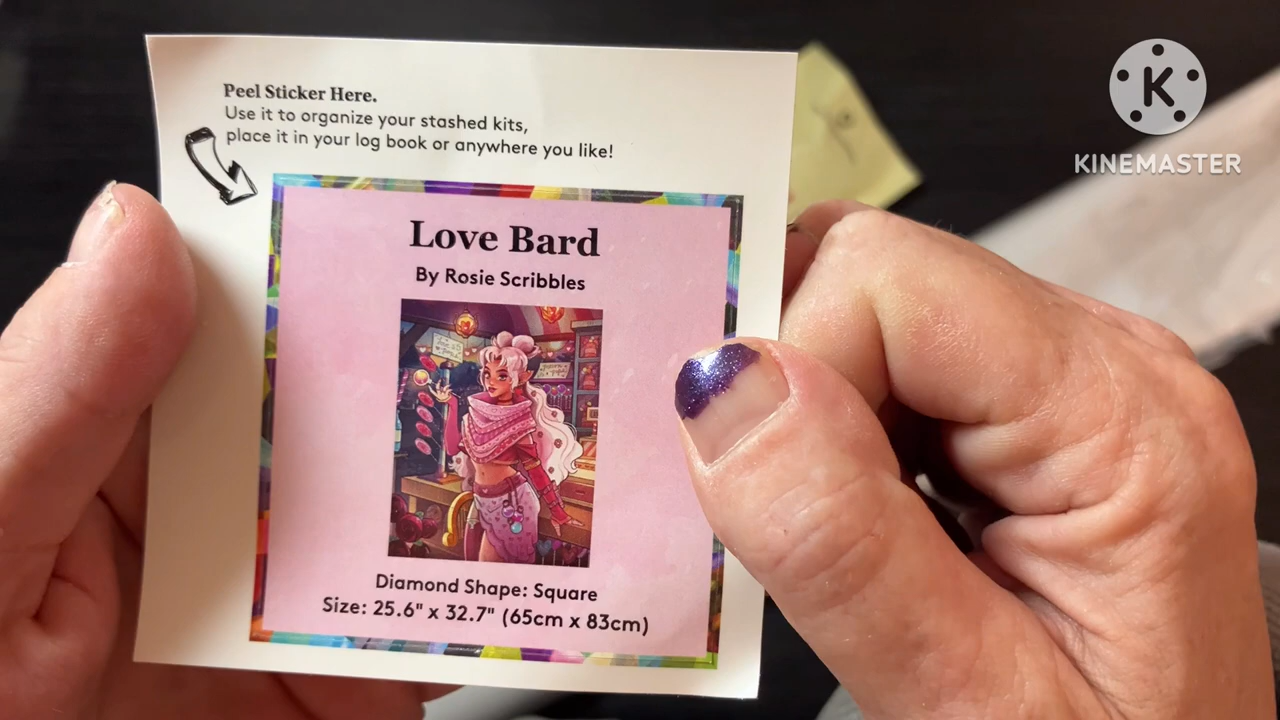 Peel Sticker Here.
Use it to organize your stashed kits,
place it in your log book or anywhere you like!
Love Bard
By Rosie Scribbles
Diamond Shape: Square
Size: 25.6" x 32.7" (65cm x 83cm)
K
KINEMASTER